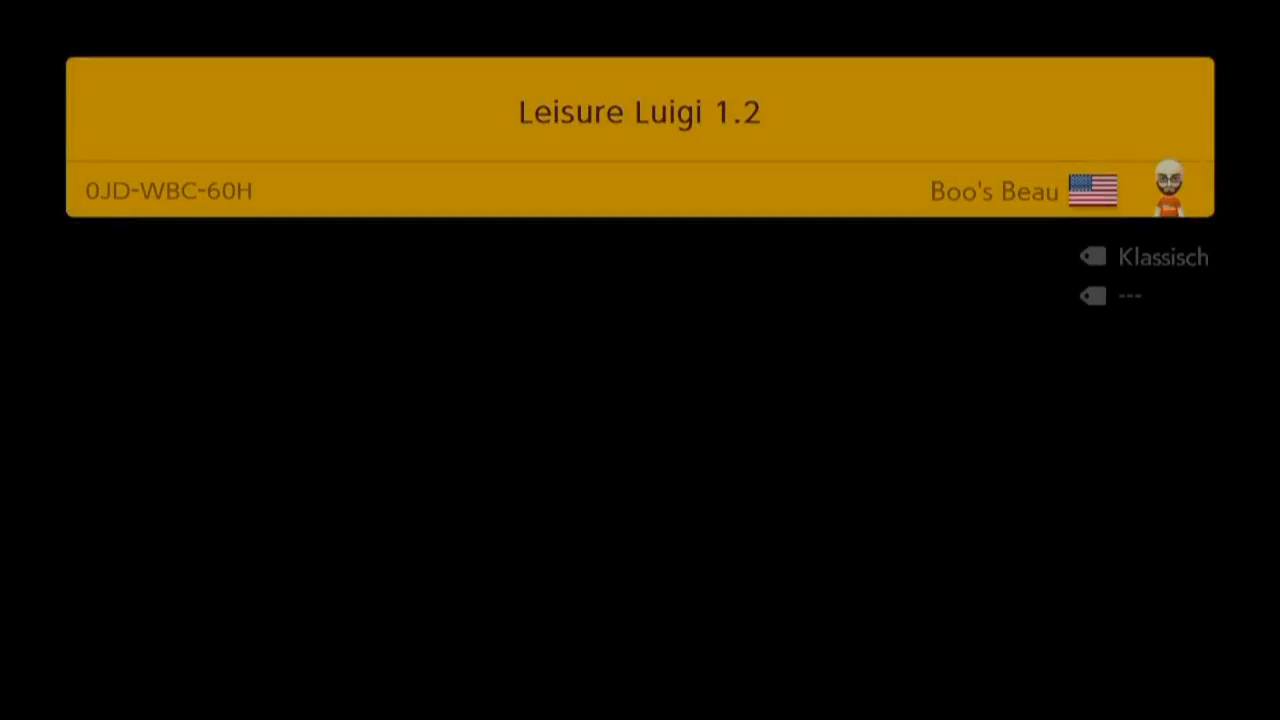 Leisure Luigi 1.2
0JD-WBC-60H
Boo's Beau
Klassisch
---